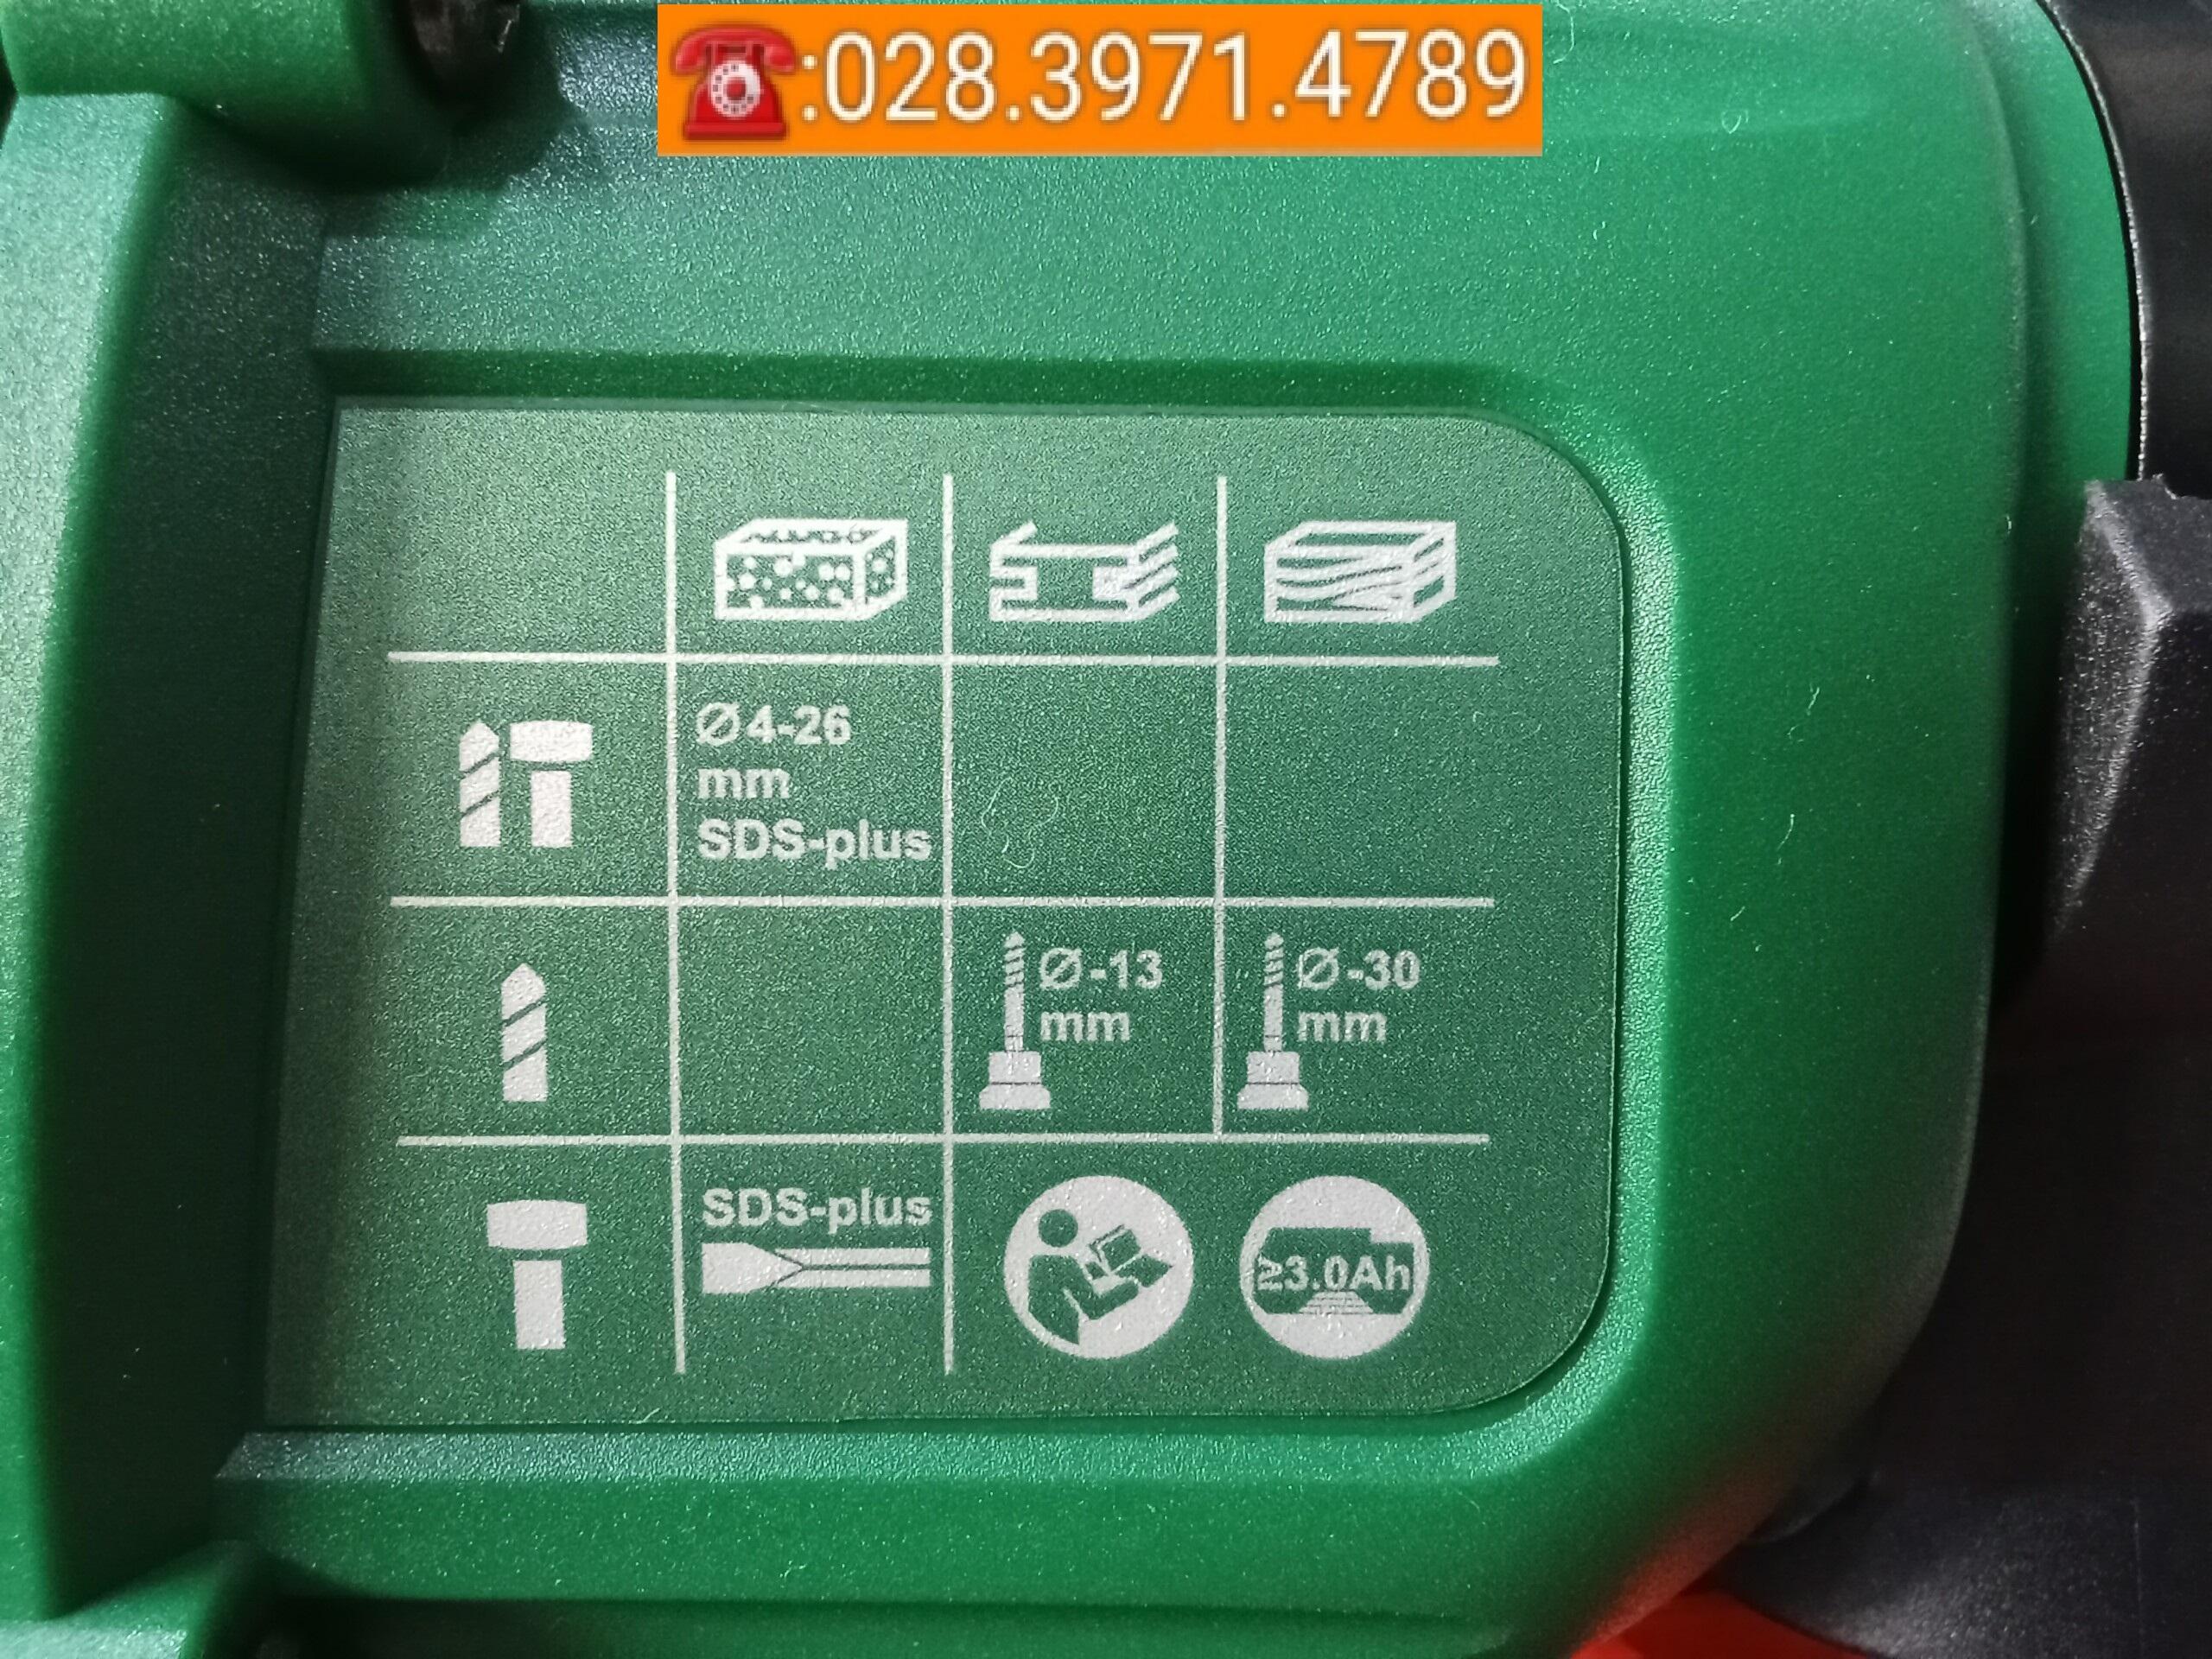 ☎:028.3971.4789
Ø4-26
mm
SDS-plus
Ø-13
mm
Ø-30
mm
SDS-plus
≥3.0Ah